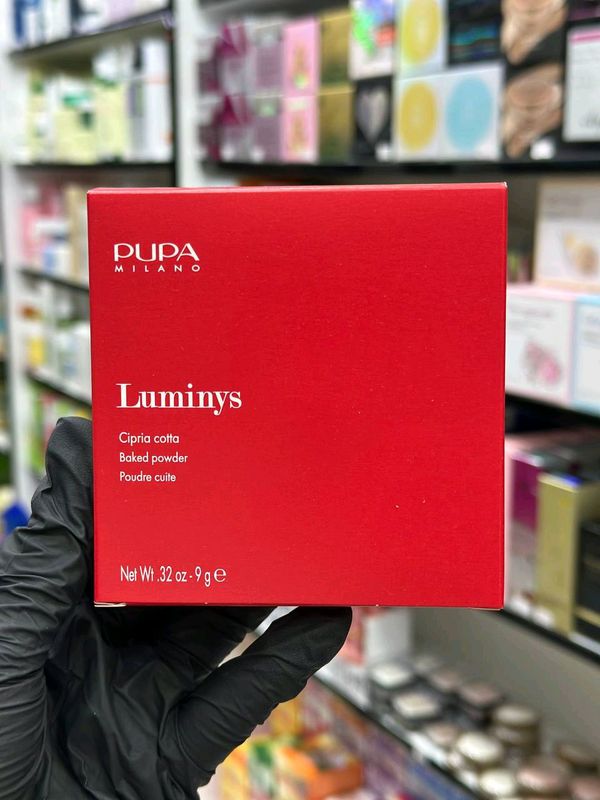 PUPA
MILANO
Luminys
Cipria cotta
Baked powder
Poudre cuite
Net Wt .32 oz - 9 g ℮